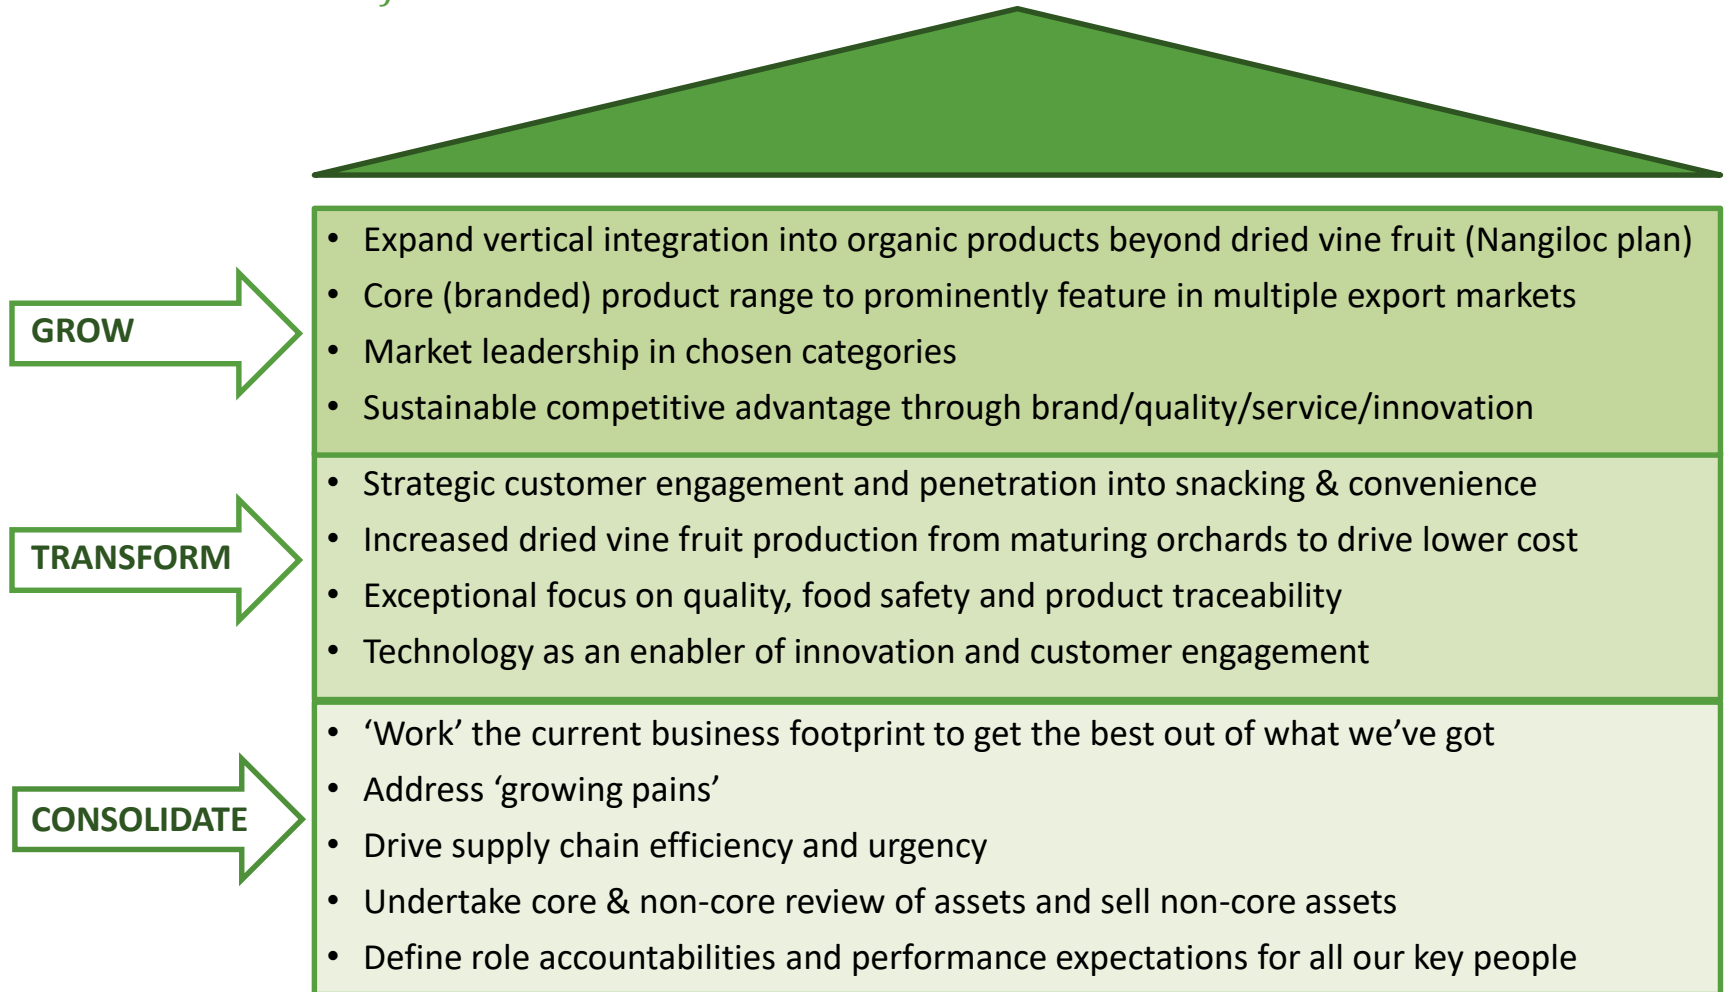 GROW
• Expand vertical integration into organic products beyond dried vine fruit (Nangiloc plan)
• Core (branded) product range to prominently feature in multiple export markets
• Market leadership in chosen categories
• Sustainable competitive advantage through brand/quality/service/innovation
TRANSFORM
• Strategic customer engagement and penetration into snacking & convenience
• Increased dried vine fruit production from maturing orchards to drive lower cost
• Exceptional focus on quality, food safety and product traceability
• Technology as an enabler of innovation and customer engagement
CONSOLIDATE
• ‘Work’ the current business footprint to get the best out of what we’ve got
• Address ‘growing pains’
• Drive supply chain efficiency and urgency
• Undertake core & non-core review of assets and sell non-core assets
• Define role accountabilities and performance expectations for all our key people